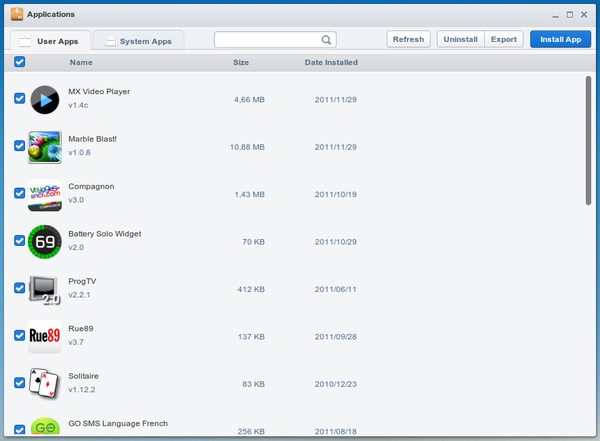 Applications
User Apps
System Apps
Refresh
Uninstall
Export
Install App
Name
Size
Date Installed
MX Video Player
v1.4c
4,66 MB
2011/11/29
Marble Blast!
v1.0.8
10,88 MB
2011/11/29
Voyages-
sncf.com
Compagnon
v3.0
1,43 MB
2011/10/19
69
Battery Solo Widget
v2.0
70 KB
2011/10/29
2.0
ProgTV
v2.2.1
412 KB
2011/06/11
Rue89
Rue89
v3.7
137 KB
2011/09/28
A
A
Solitaire
v1.12.2
83 KB
2010/12/23
GO
GO SMS Language French
256 KB
2011/08/18